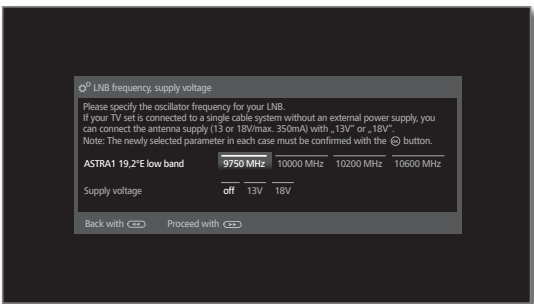 LNB frequency, supply voltage
Please specify the oscillator frequency for your LNB.
If your TV set is connected to a single cable system without an external power supply, you
can connect the antenna supply (13 or 18V/max. 350mA) with „13V“ or „18V“.
Note: The newly selected parameter in each case must be confirmed with the OK button.
ASTRA1 19,2°E low band 9750 MHz 10000 MHz 10200 MHz 10600 MHz
Supply voltage off 13V 18V
Back with Proceed with